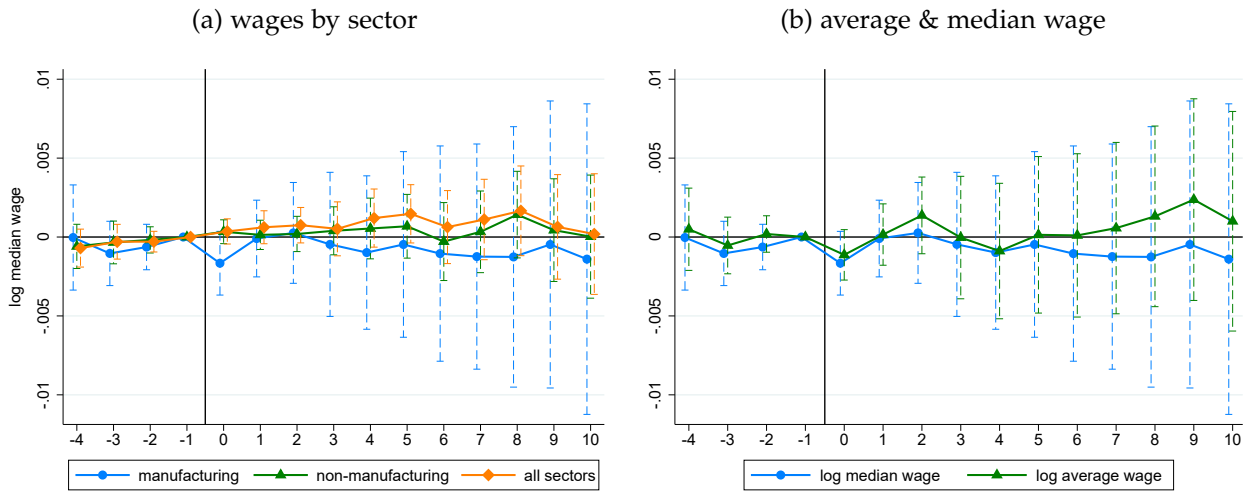 (a) wages by sector
(b) average & median wage
log median wage
.01
.005
0
-.005
-.01
-4 -3 -2 -1 0 1 2 3 4 5 6 7 8 9 10
manufacturing non-manufacturing all sectors
.01
.005
0
-.005
-.01
-4 -3 -2 -1 0 1 2 3 4 5 6 7 8 9 10
log median wage log average wage